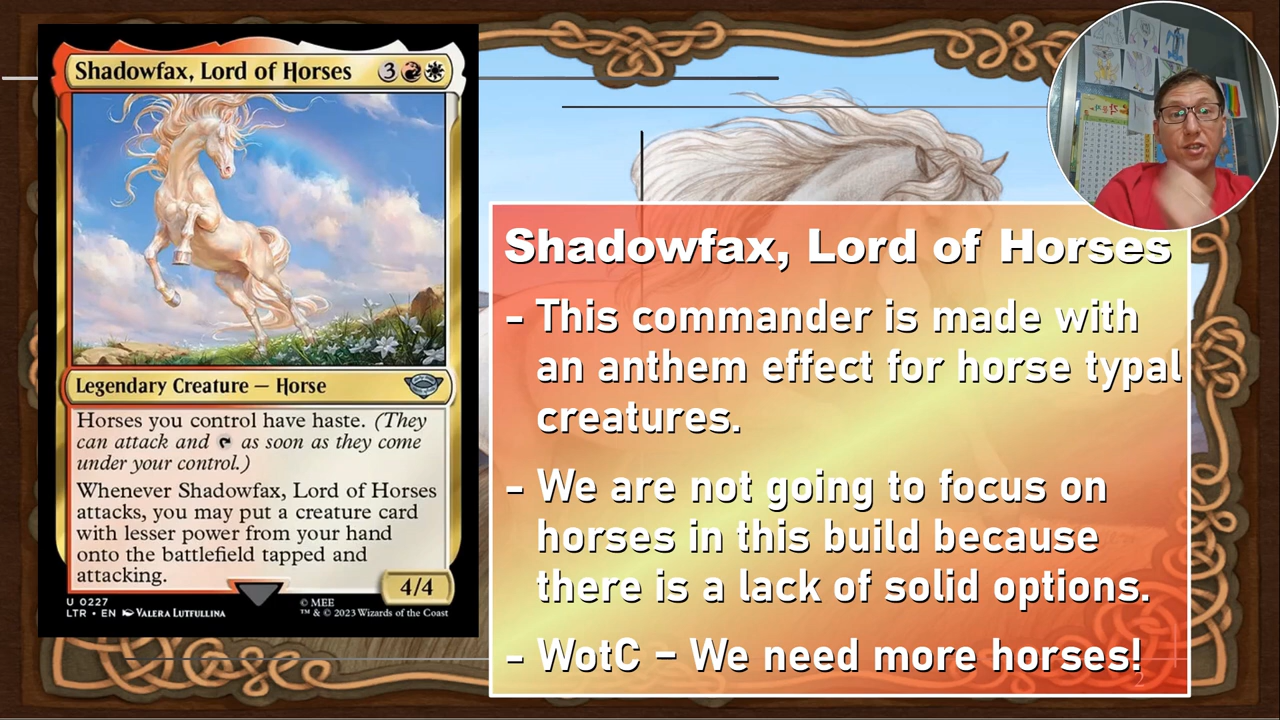 Shadowfax, Lord of Horses 3
Legendary Creature — Horse
Horses you control have haste. (They
can attack and as soon as they come
under your control.)
Whenever Shadowfax, Lord of Horses
attacks, you may put a creature card
with lesser power from your hand
onto the battlefield tapped and
attacking.
4/4
U 0227
LTR • EN VALERA LUTFULLINA
© MEE
™ & © 2023 Wizards of the Coast
Shadowfax, Lord of Horses
- This commander is made with
an anthem effect for horse typal
creatures.
- We are not going to focus on
horses in this build because
there is a lack of solid options.
- WotC – We need more horses!
2